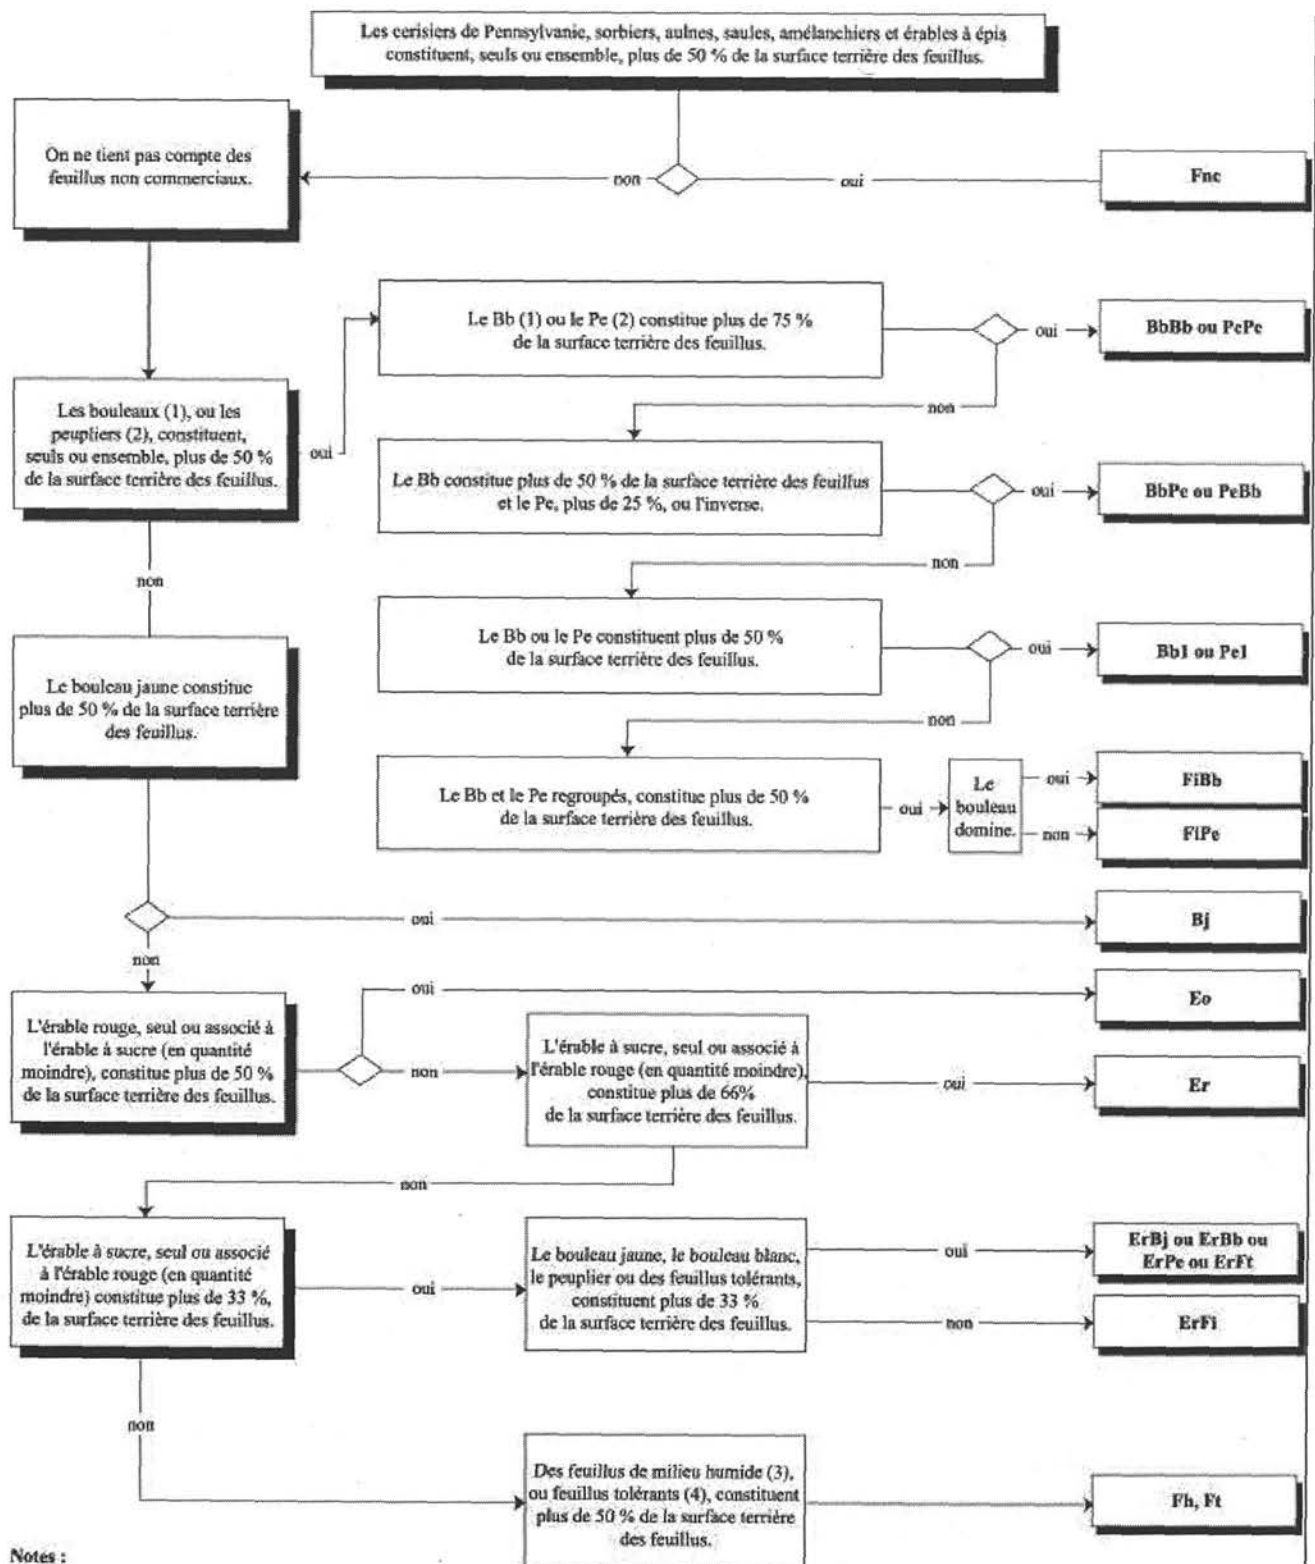 Les cerisiers de Pennsylvanie, sorbiers, aulnes, saules, amélanchiers et érables à épis
constituent, seuls ou ensemble, plus de 50 % de la surface terrière des feuillus.
On ne tient pas compte des
feuillus non commerciaux.
non
oui
Fnc
Le Bb (1) ou le Pe (2) constitue plus de 75 %
de la surface terrière des feuillus.
oui
BbBb ou PePe
non
Les bouleaux (1), ou les
peupliers (2), constituent,
seuls ou ensemble, plus de 50 %
de la surface terrière des feuillus.
oui
Le Bb constitue plus de 50 % de la surface terrière des feuillus
et le Pe, plus de 25 %, ou l'inverse.
oui
BbPe ou PeBb
non
non
Le Bb ou le Pe constituent plus de 50 %
de la surface terrière des feuillus.
oui
Bb1 ou Pe1
non
Le bouleau jaune constitue
plus de 50 % de la surface terrière
des feuillus.
Le Bb et le Pe regroupés, constitue plus de 50 %
de la surface terrière des feuillus.
oui
Le
bouleau
domine.
oui
FiBb
non
FiPe
oui
Bj
non
oui
Eo
L'érable rouge, seul ou associé à
l'érable à sucre (en quantité
moindre), constitue plus de 50 %
de la surface terrière des feuillus.
non
L'érable à sucre, seul ou associé à
l'érable rouge (en quantité moindre),
constitue plus de 66%
de la surface terrière des feuillus.
oui
Er
non
L'érable à sucre, seul ou associé
à l'érable rouge (en quantité
moindre) constitue plus de 33 %,
de la surface terrière des feuillus.
oui
Le bouleau jaune, le bouleau blanc,
le peuplier ou des feuillus tolérants,
constituent plus de 33 %
de la surface terrière des feuillus.
oui
ErBj ou ErBb ou
ErPe ou ErFt
non
ErFi
non
Des feuillus de milieu humide (3),
ou feuillus tolérants (4), constituent
plus de 50 % de la surface terrière
des feuillus.
Fh, Ft
Notes :